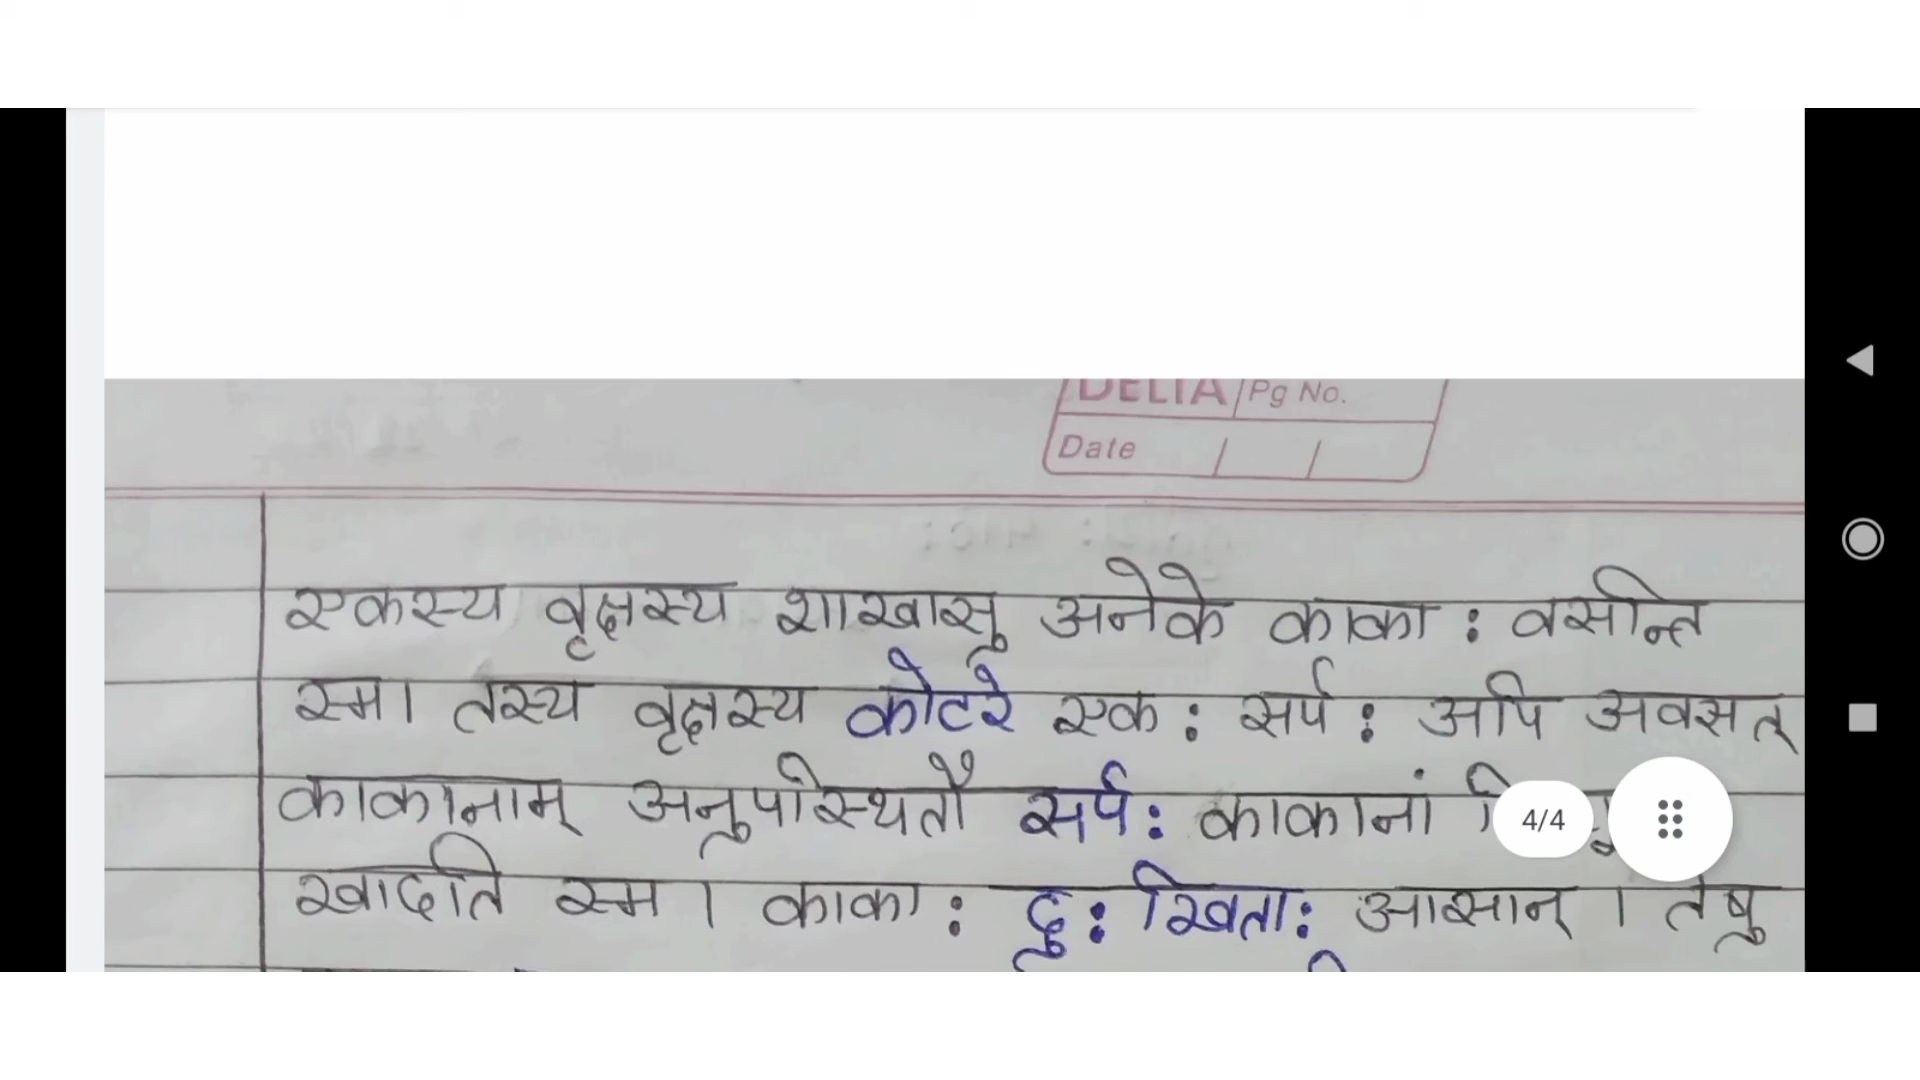 DELTA Pg No.
Date
एकस्य वृक्षस्य शाखासु अनेके काका : वसन्ति
स्म। तस्य वृक्षस्य कोटरे एक : सर्प : अपि अवसत्
काकानाम् अनुपस्थितौ सर्प : काकानां
4/4
खादति स्म । काका : दु : खिता : आसान् । तेषु